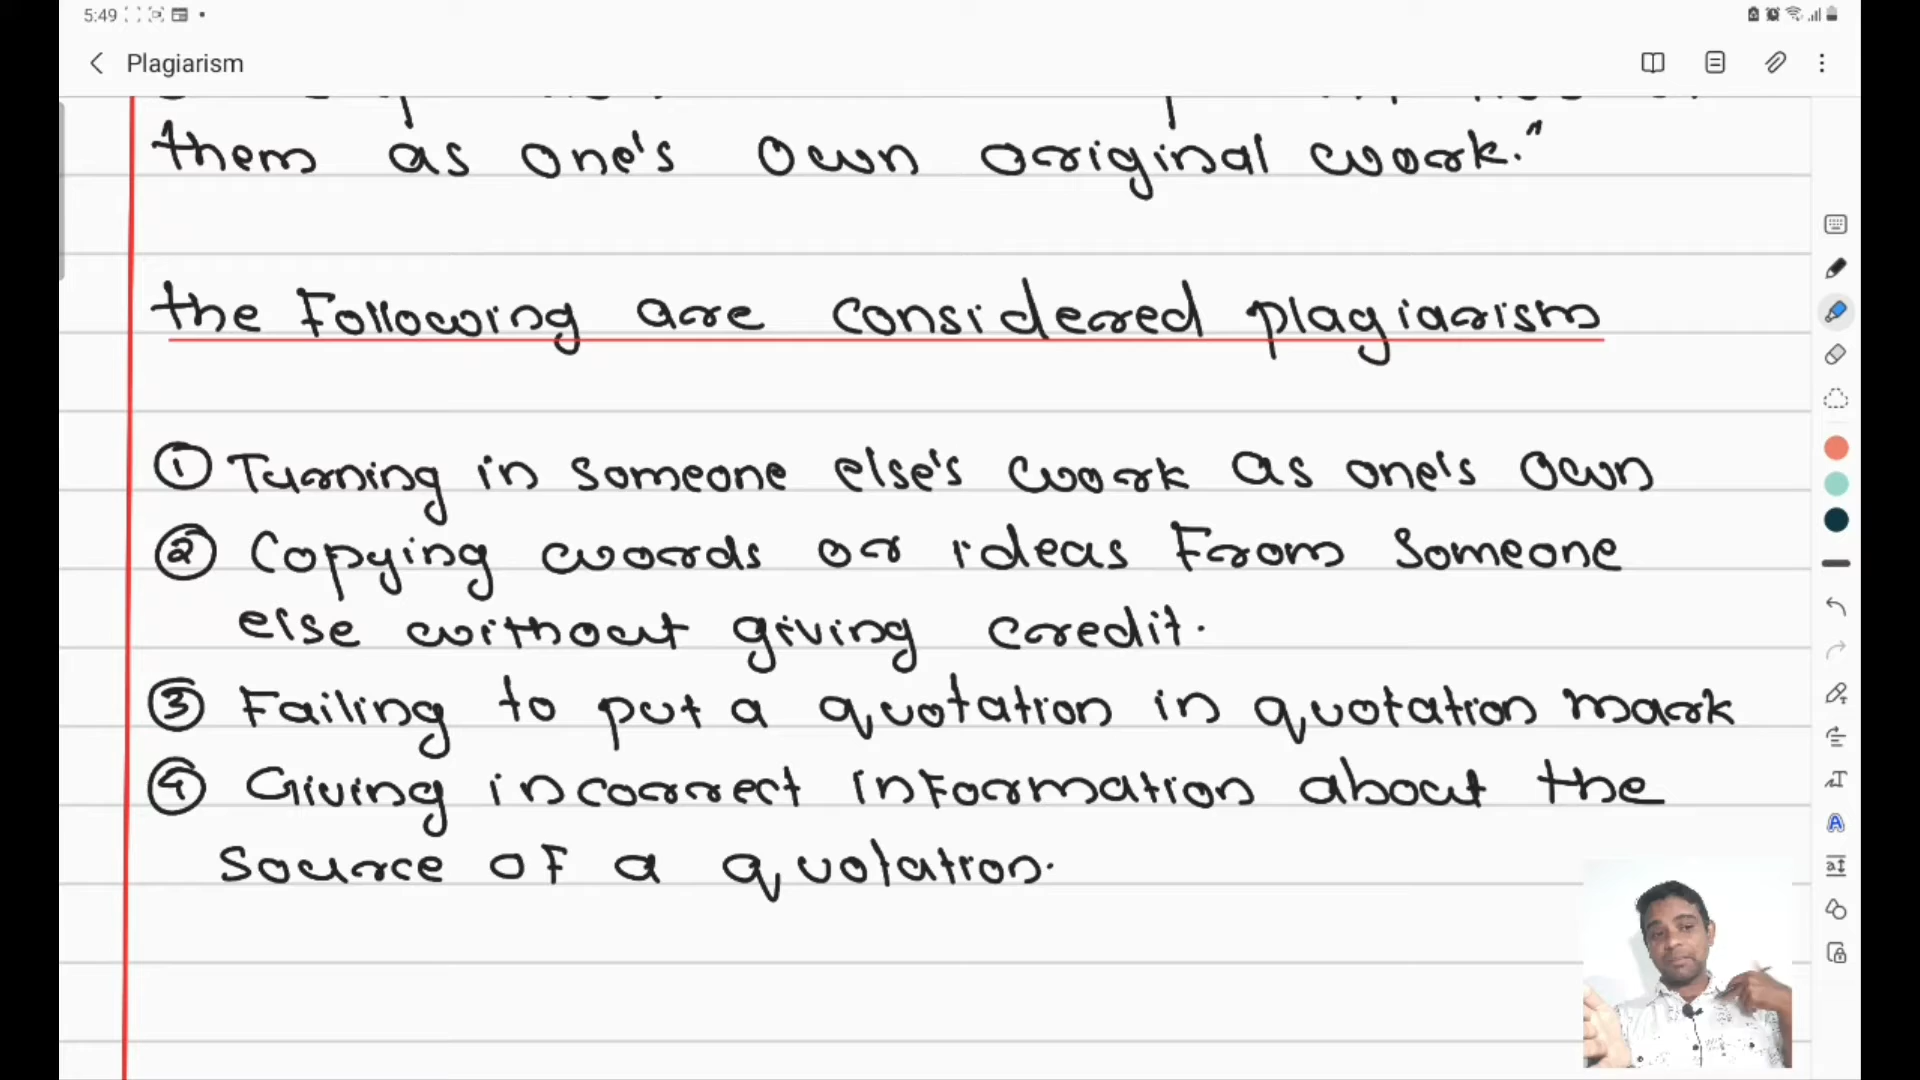 5:49
Plagiarism
them as one's own original work."
the Following are considered plagiarism
① Turning in someone else's work as one's own
② Copying words or ideas From someone
else without giving credit.
③ Failing to put a quotation in quotation mark
④ Giving incorrect information about the
source of a quotation.